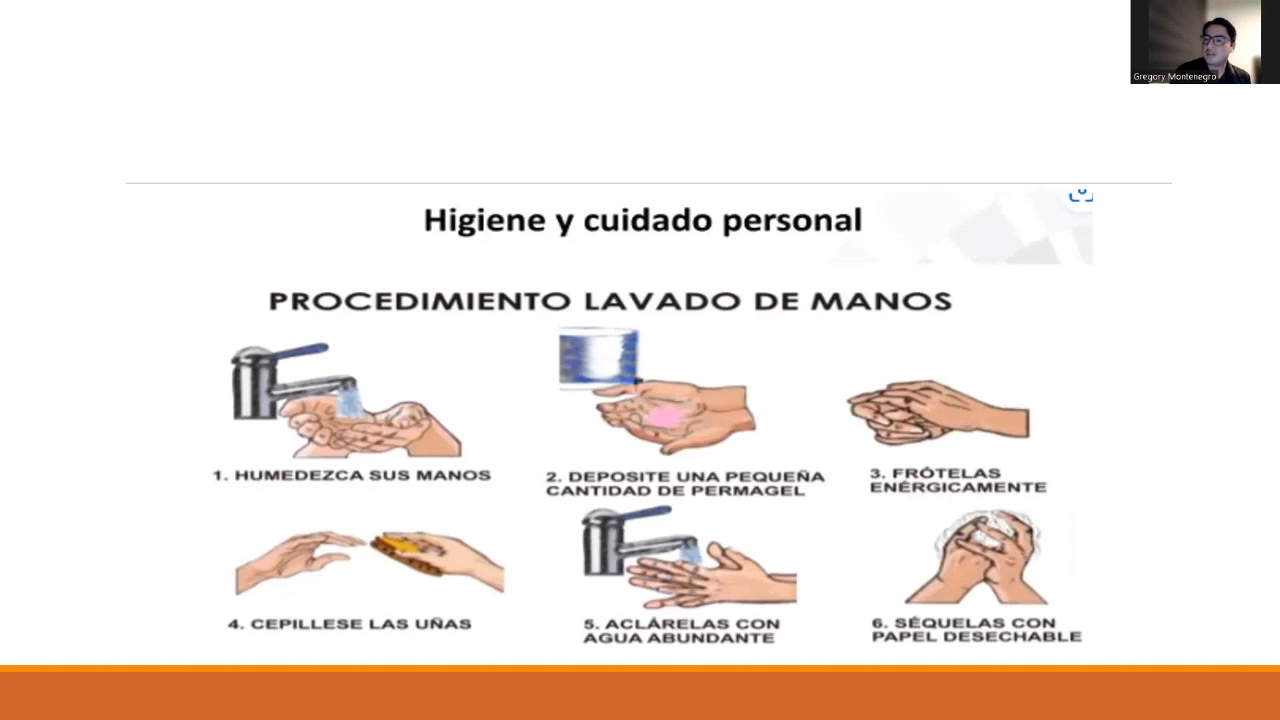 Gregory Montenegro
Higiene y cuidado personal
PROCEDIMIENTO LAVADO DE MANOS
1. HUMEDEZCA SUS MANOS
2. DEPOSITE UNA PEQUEÑA
CANTIDAD DE PERMAGEL
3. FRÓTELAS
ENÉRGICAMENTE
4. CEPILLESE LAS UÑAS
5. ACLÁRELAS CON
AGUA ABUNDANTE
6. SÉQUELAS CON
PAPEL DESECHABLE